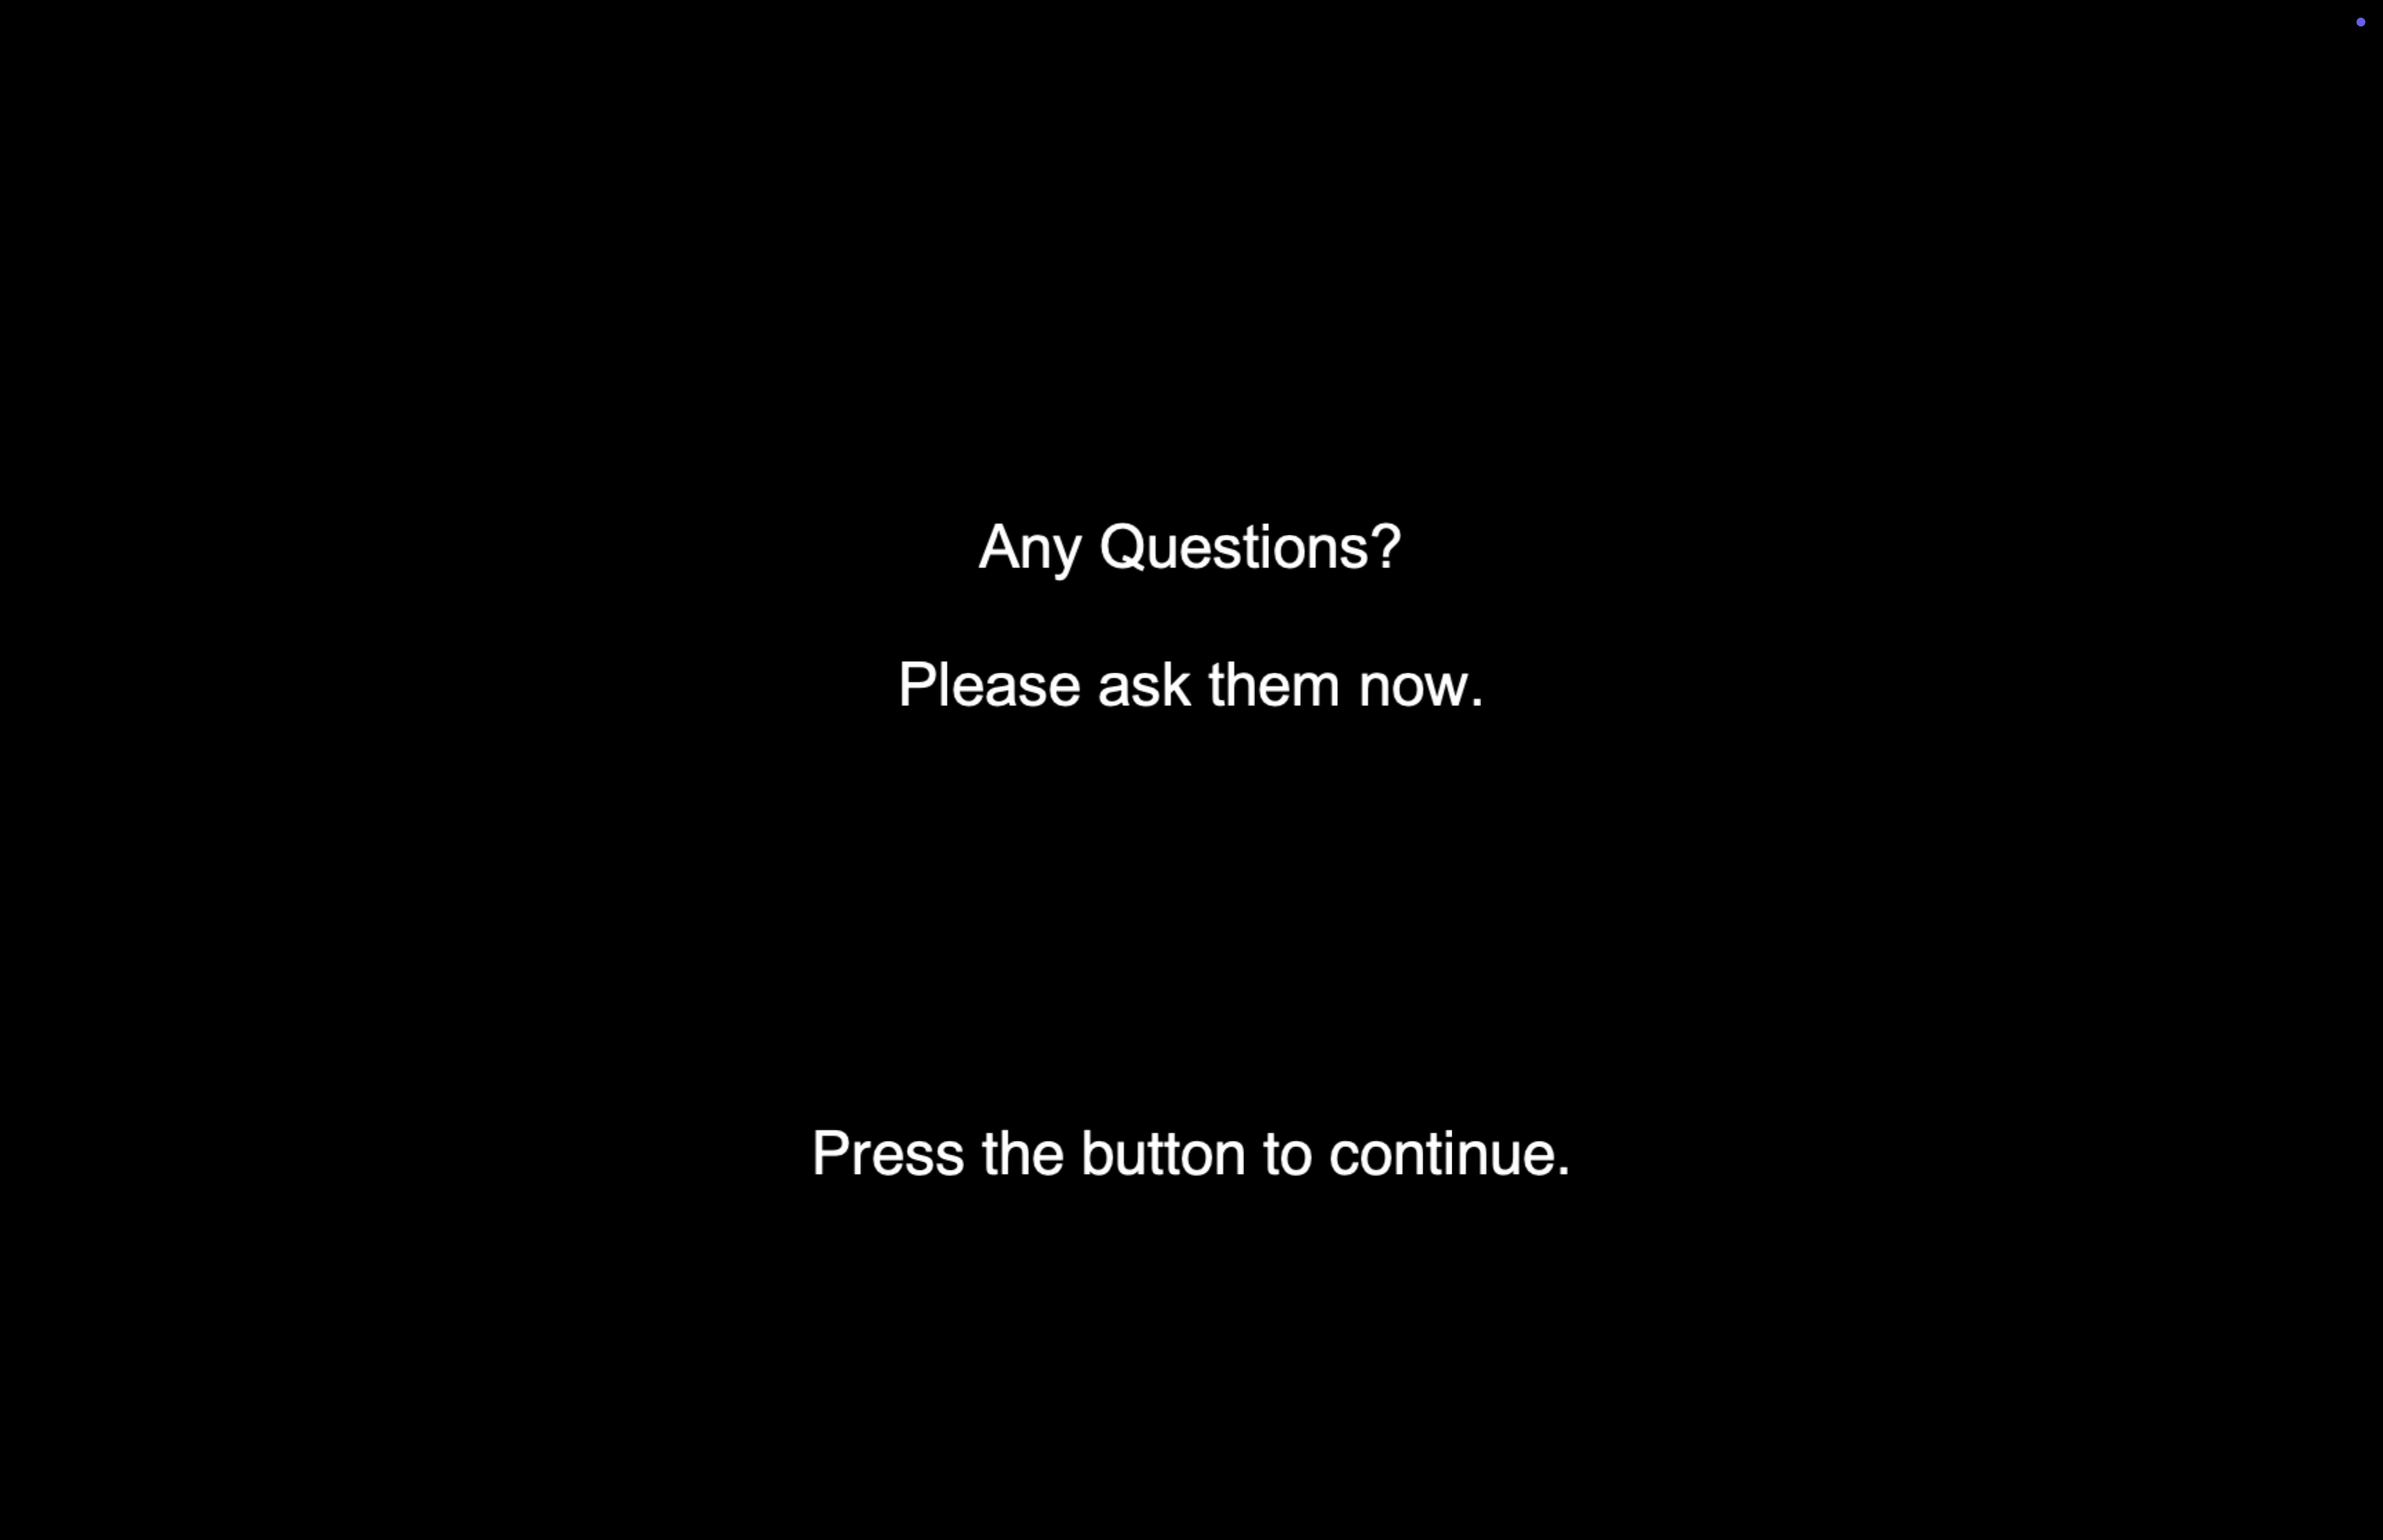 Any Questions?
Please ask them now.
Press the button to continue.